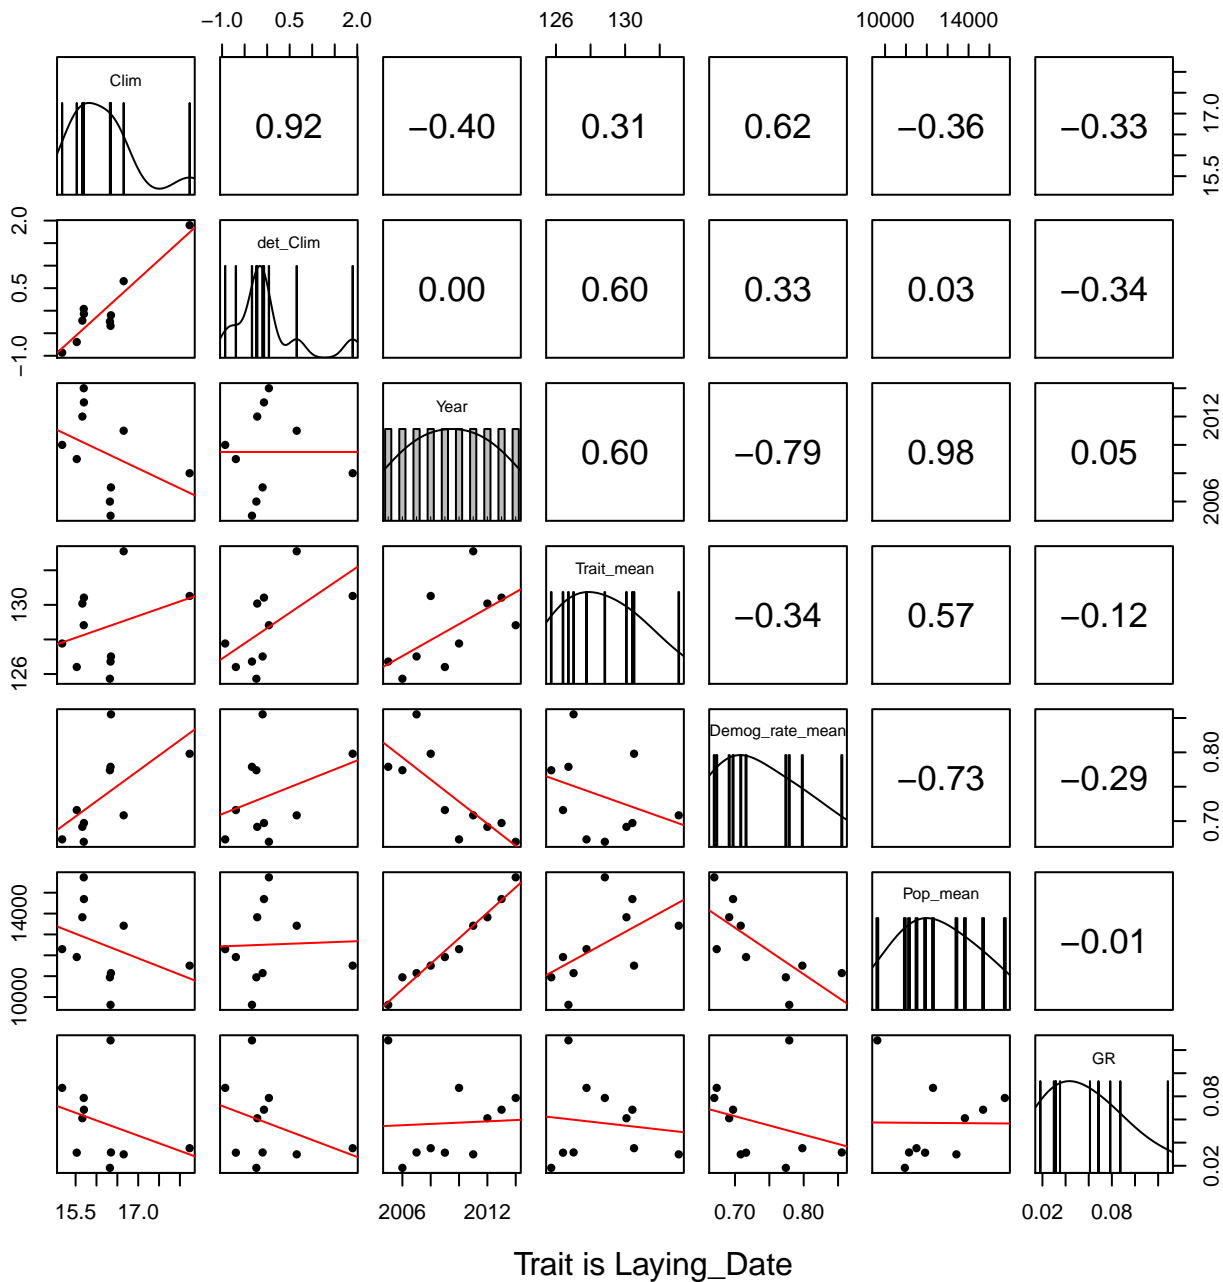 −1.0 0.5 2.0 126 130 10000 14000
Clim
0.92 −0.40 0.31 0.62 −0.36 −0.33
15.5 17.0
−1.0 0.5 2.0
det_Clim
0.00 0.60 0.33 0.03 −0.34
Year
0.60 −0.79 0.98 0.05
2006 2012
126 130
Trait_mean
−0.34 0.57 −0.12
Demog_rate_mean
−0.73 −0.29
0.70 0.80
10000 14000
Pop_mean
−0.01
GR
0.02 0.08
15.5 17.0 2006 2012 0.70 0.80 0.02 0.08
Trait is Laying_Date